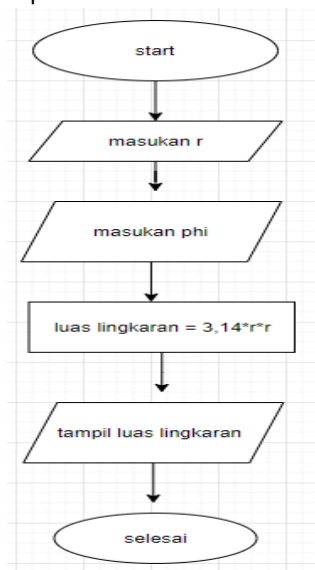 start
masukan r
masukan phi
luas lingkaran = 3,14*r*r
tampil luas lingkaran
selesai